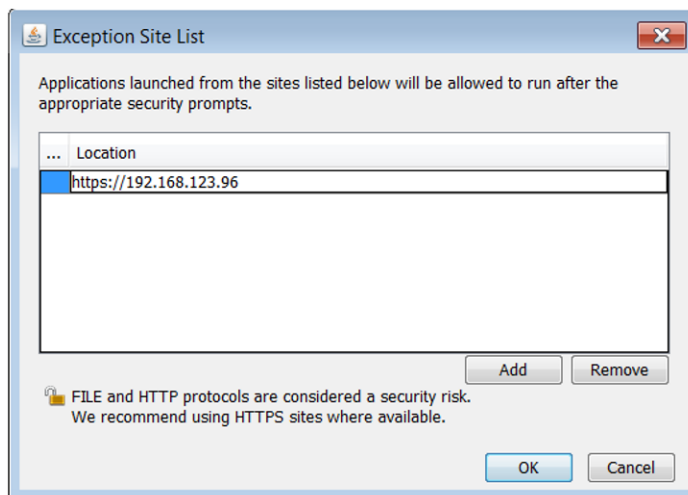 Exception Site List
Applications launched from the sites listed below will be allowed to run after the
appropriate security prompts.
... Location
https://192.168.123.96
Add Remove
FILE and HTTP protocols are considered a security risk.
We recommend using HTTPS sites where available.
OK Cancel